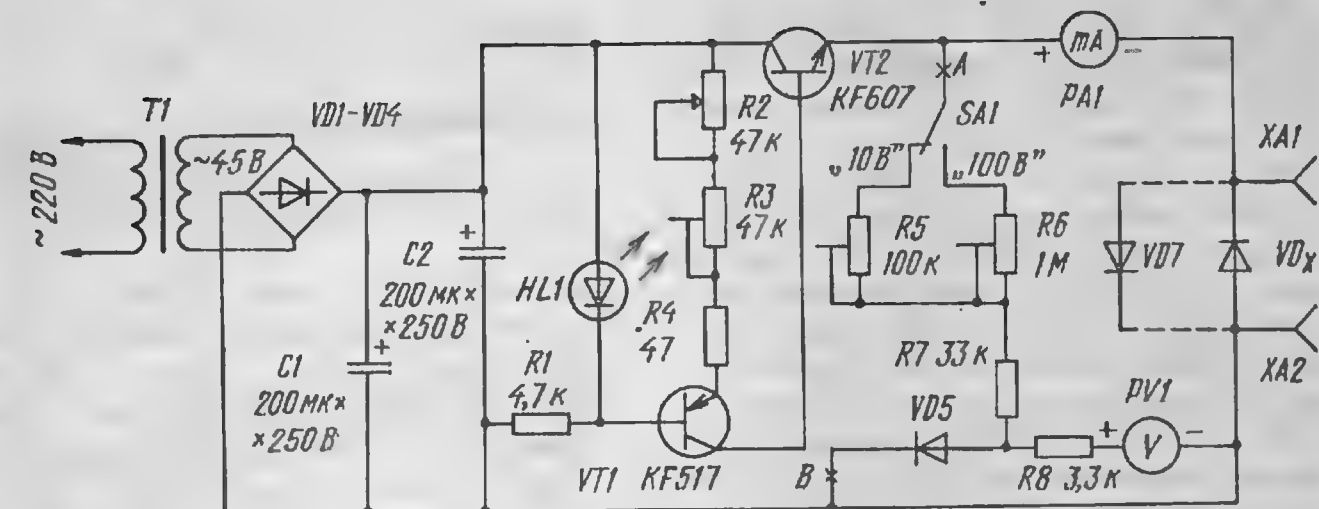 T1
~220 В
~45 В
VD1-VD4
C1
200 мк×
×250 В
C2
200 мк×
×250 В
+
+
R1
4,7 к
HL1
R2
47 к
R3
47 к
R4
47
VT1 KF517
VT2
KF607
A
SA1
„10 В”
„100 В”
R5
100 к
R6
1 М
R7 33 к
VD5
B
R8 3,3 к
PV1
+ V -
+ mA -
PA1
VD7
VDx
XA1
XA2